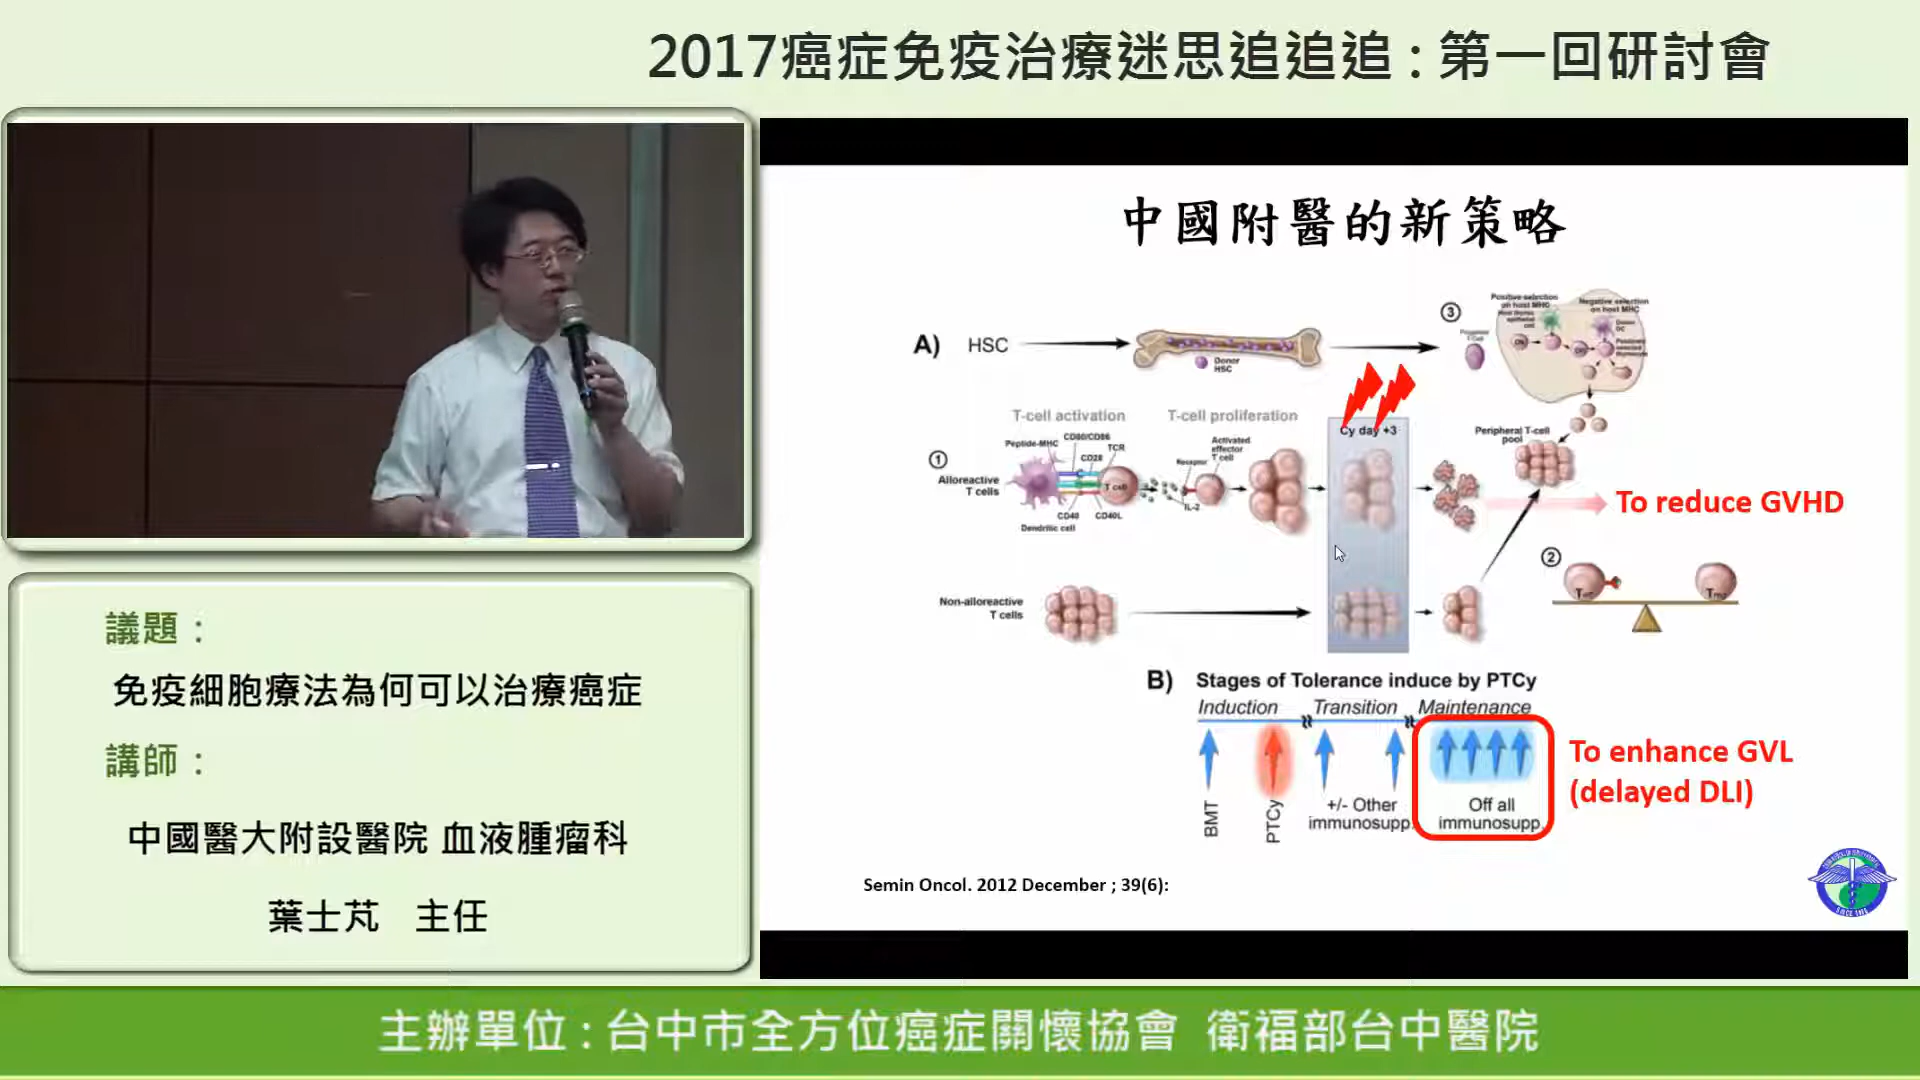 2017癌症免疫治療迷思追追追 : 第一回研討會
議題 :
免疫細胞療法為何可以治療癌症
講師 :
中國醫大附設醫院 血液腫瘤科
葉士芃 主任
中國附醫的新策略
A) HSC
Donor
HSC
③
Positive selection
on host MHC
Negative selection
on host MHC
T-cell activation
T-cell proliferation
Cy day +3
Peripheral T-cell
pool
①
Alloreactive
T cells
Peptide-MHC
CD80/CD86
TCR
CD28
T cell
CD40
CD40L
Dendritic cell
Receptor
IL-2
Activated
effector
T cell
To reduce GVHD
②
Non-alloreactive
T cells
B) Stages of Tolerance induce by PTCy
Induction
Transition
Maintenance
BMT
PTCy
+/- Other
immunosupp.
Off all
immunosupp.
To enhance GVL
(delayed DLI)
Semin Oncol. 2012 December ; 39(6):
主辦單位 : 台中市全方位癌症關懷協會 衛福部台中醫院